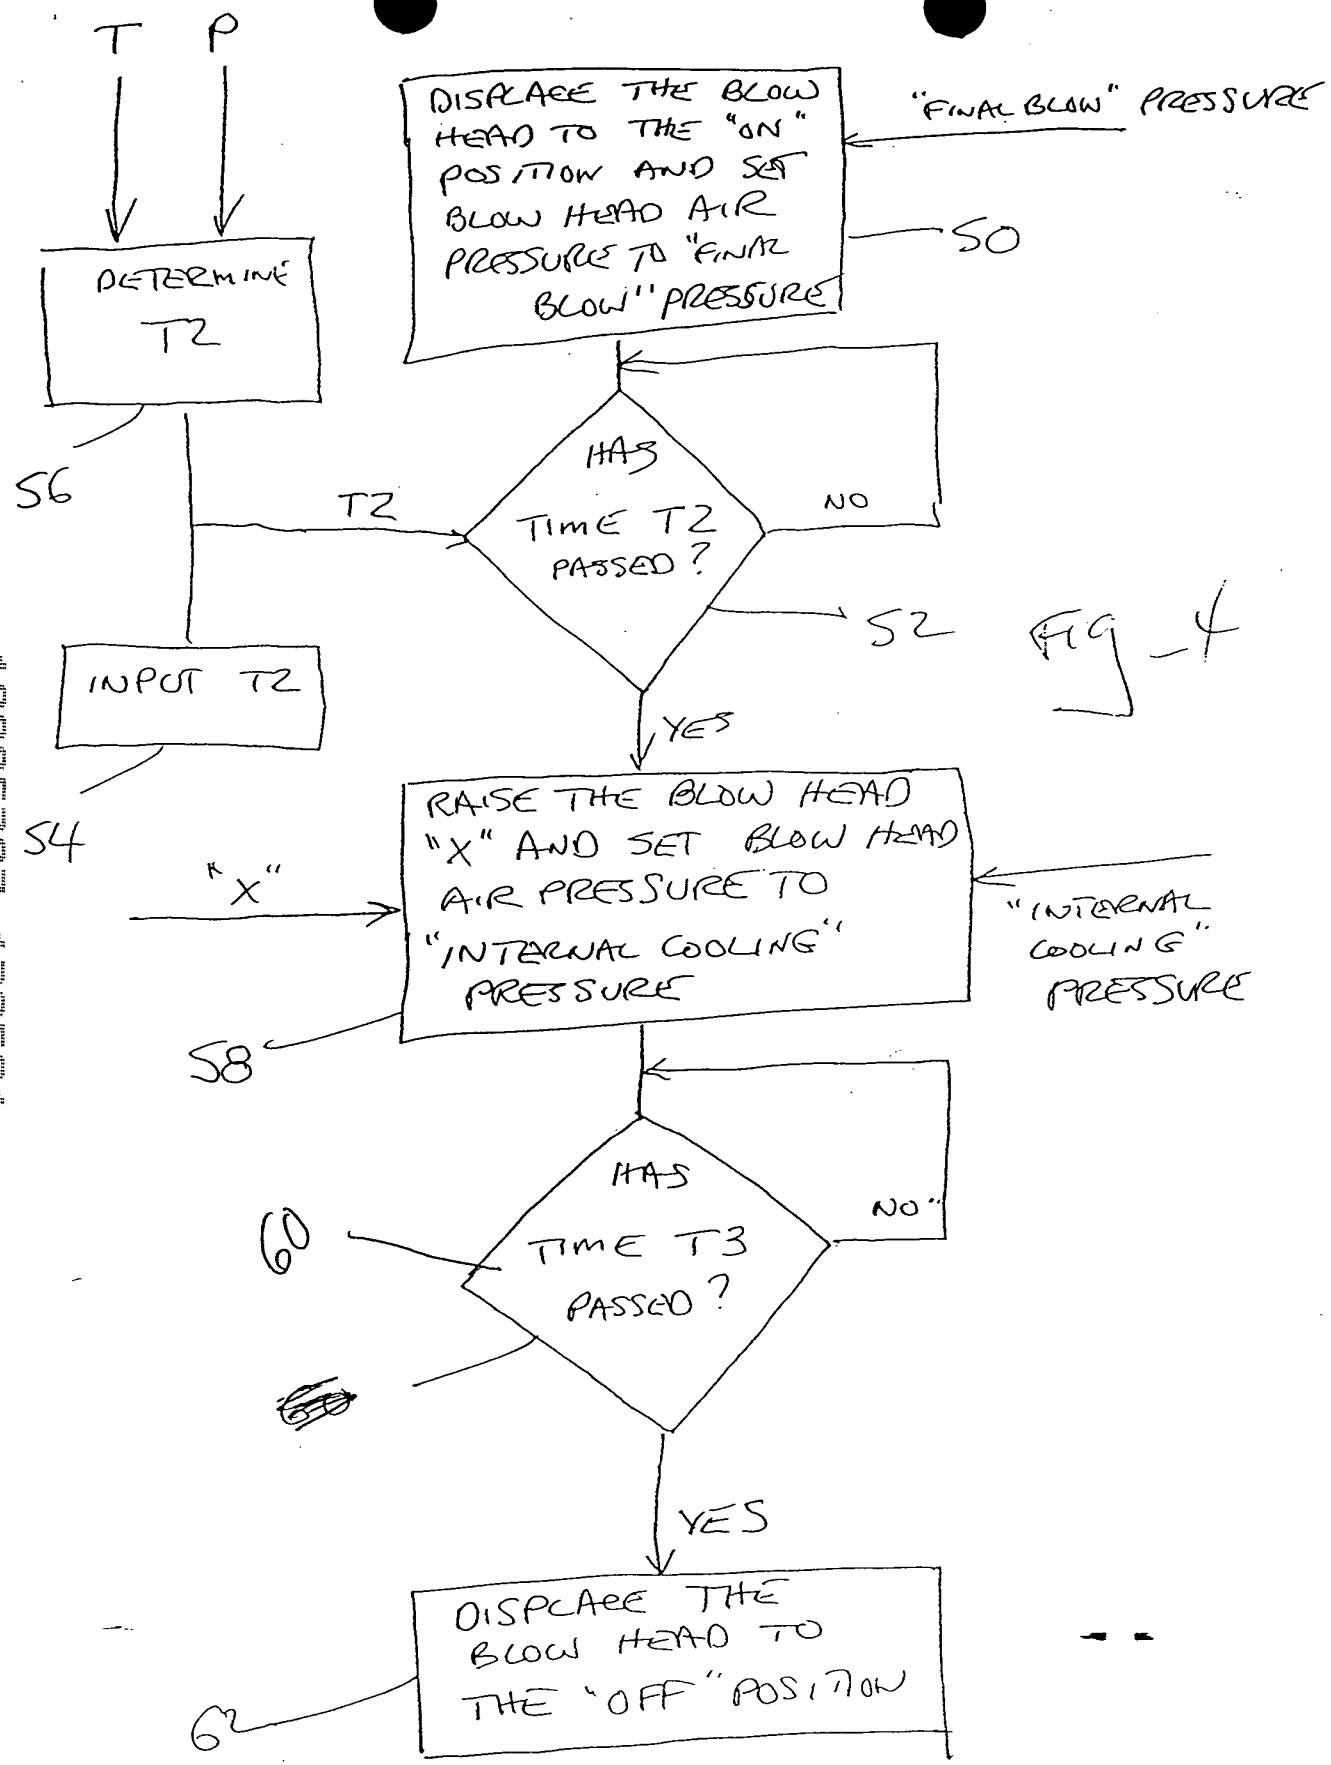 T P
DISPLACE THE BLOW
HEAD TO THE "ON"
POSITION AND SET
BLOW HEAD AIR
PRESSURE TO "FINAL
BLOW" PRESSURE
"FINAL BLOW" PRESSURE
50
DETERMINE
T2
56
T2
HAS
TIME T2
PASSED?
NO
52
Fig_4
INPUT T2
54
YES
RAISE THE BLOW HEAD
"X" AND SET BLOW HEAD
AIR PRESSURE TO
"INTERNAL COOLING"
PRESSURE
"X"
"INTERNAL
COOLING"
PRESSURE
58
HAS
TIME T3
PASSED?
NO"
60
YES
DISPLACE THE
BLOW HEAD TO
THE "OFF" POSITION
62